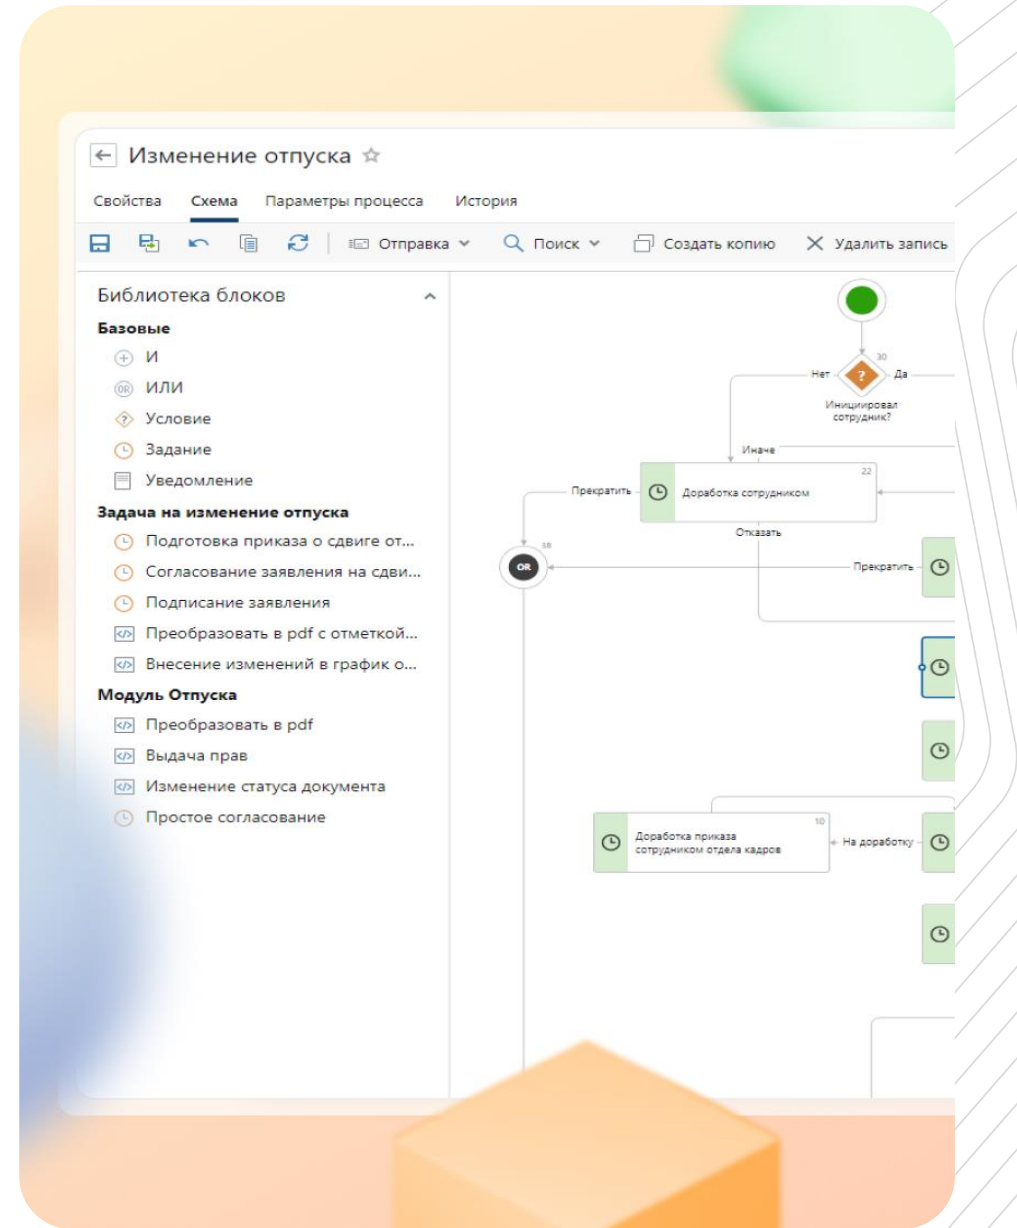 Изменение отпуска
Свойства Схема Параметры процесса История
Отправка Поиск Создать копию Удалить запись
Библиотека блоков
Базовые
И
OR ИЛИ
? Условие
Задание
Уведомление
Задача на изменение отпуска
Подготовка приказа о сдвиге от...
Согласование заявления на сдви...
Подписание заявления
</> Преобразовать в pdf с отметкой...
</> Внесение изменений в график о...
Модуль Отпуска
</> Преобразовать в pdf
</> Выдача прав
</> Изменение статуса документа
Простое согласование
30
Нет ? Да
Инициировал
сотрудник?
Иначе
22
Прекратить Доработка сотрудником
Отказать
38
OR Прекратить
10
Доработка приказа
сотрудником отдела кадров
На доработку